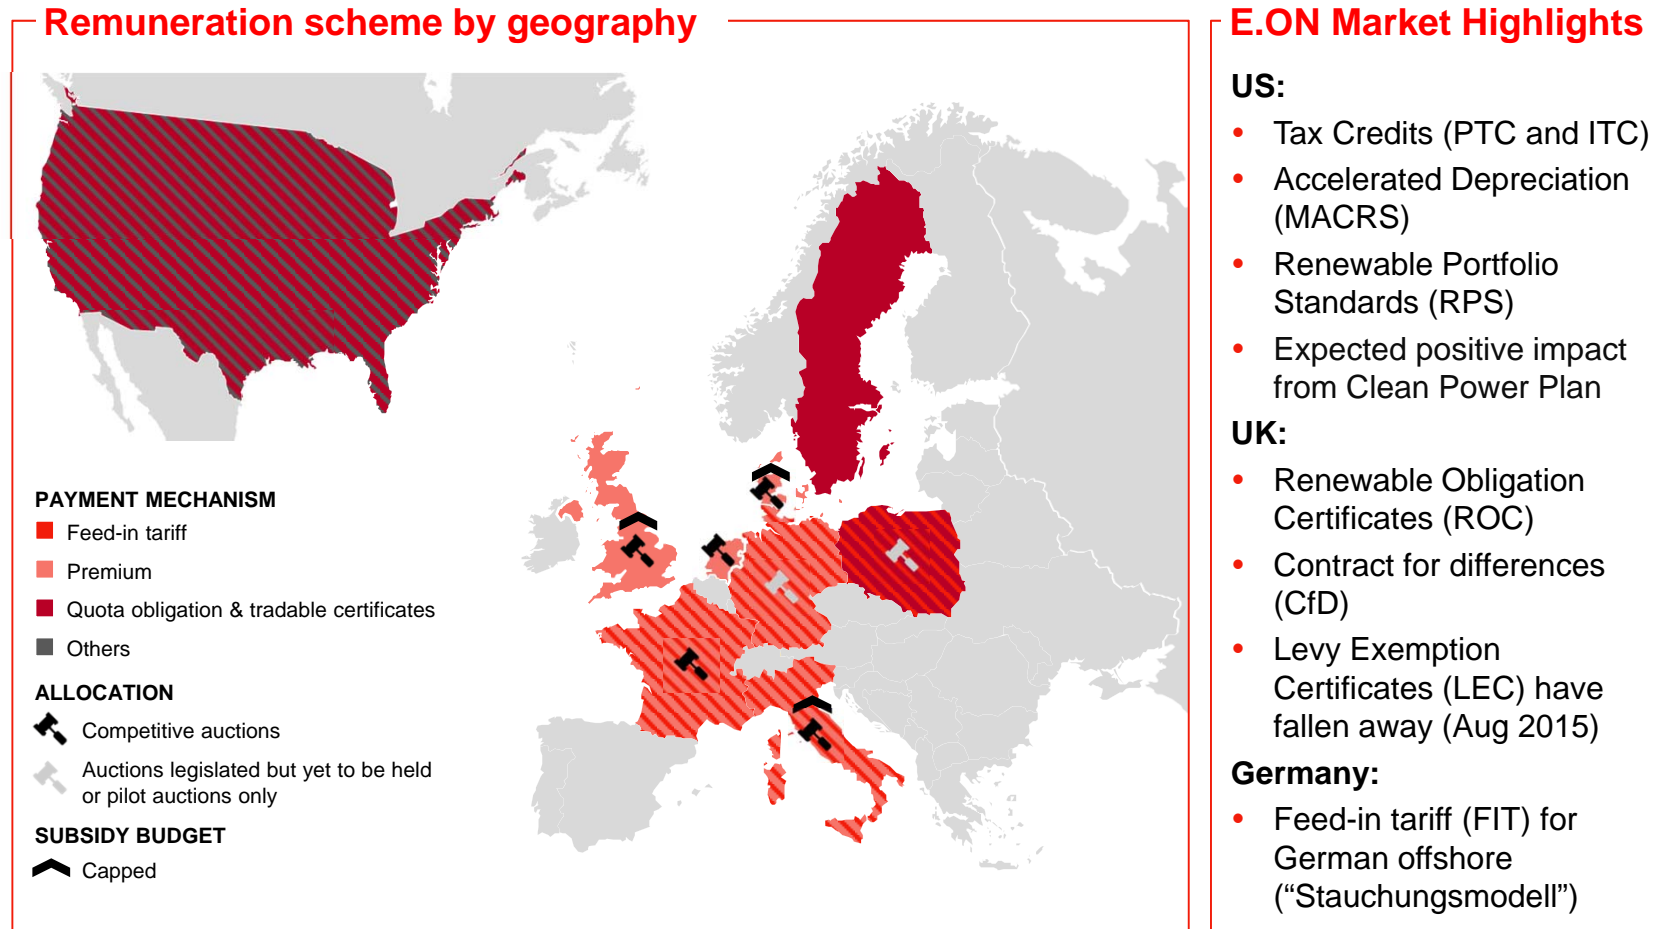 Remuneration scheme by geography
PAYMENT MECHANISM
Feed-in tariff
Premium
Quota obligation & tradable certificates
Others
ALLOCATION
Competitive auctions
Auctions legislated but yet to be held
or pilot auctions only
SUBSIDY BUDGET
Capped
E.ON Market Highlights
US:
• Tax Credits (PTC and ITC)
• Accelerated Depreciation
(MACRS)
• Renewable Portfolio
Standards (RPS)
• Expected positive impact
from Clean Power Plan
UK:
• Renewable Obligation
Certificates (ROC)
• Contract for differences
(CfD)
• Levy Exemption
Certificates (LEC) have
fallen away (Aug 2015)
Germany:
• Feed-in tariff (FIT) for
German offshore
(“Stauchungsmodell”)